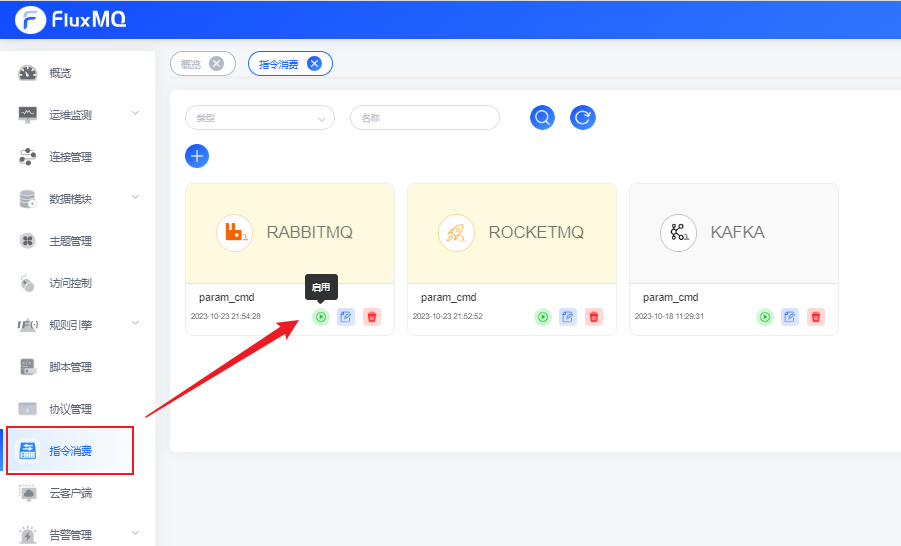 FluxMQ
概览
运维监测
连接管理
数据模块
主题管理
访问控制
规则引擎
脚本管理
协议管理
指令消费
云客户端
告警管理
概览
指令消费
类型
名称
RABBITMQ
param_cmd
2023-10-23 21:54:28
启用
ROCKETMQ
param_cmd
2023-10-23 21:52:52
KAFKA
param_cmd
2023-10-18 11:29:31